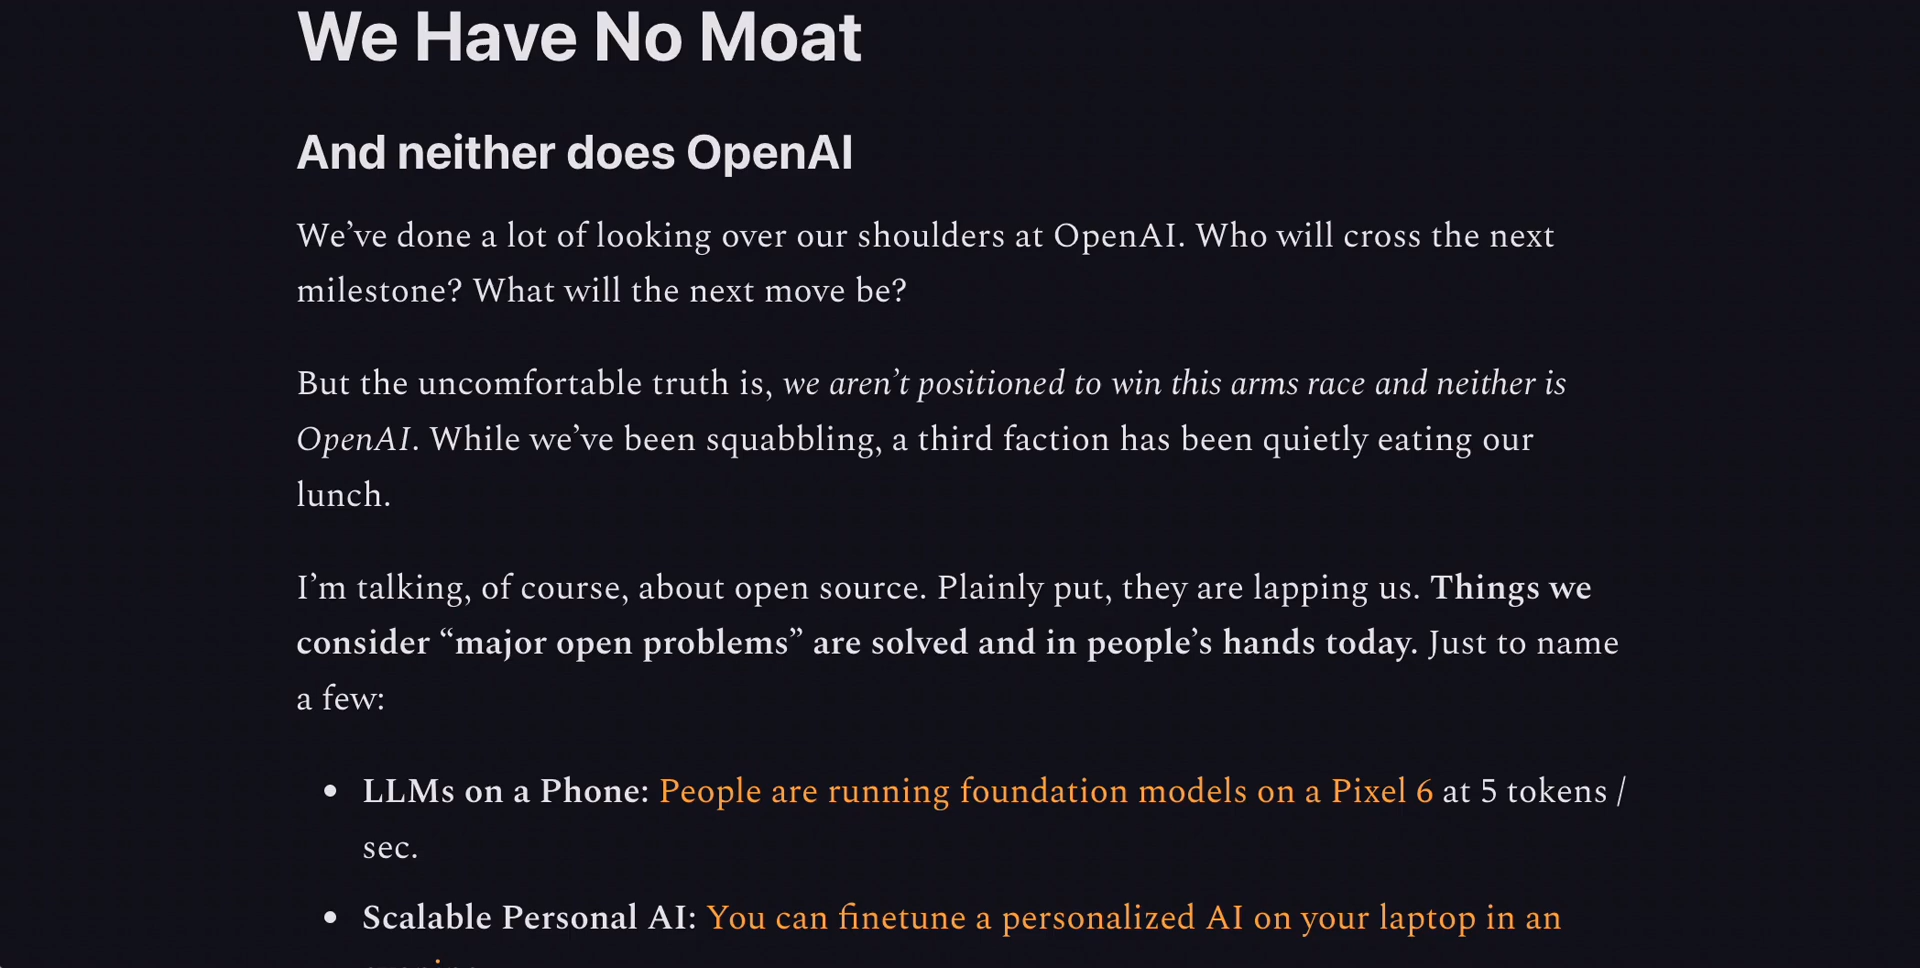 We Have No Moat
And neither does OpenAI
We’ve done a lot of looking over our shoulders at OpenAI. Who will cross the next
milestone? What will the next move be?
But the uncomfortable truth is, we aren’t positioned to win this arms race and neither is
OpenAI. While we’ve been squabbling, a third faction has been quietly eating our
lunch.
I’m talking, of course, about open source. Plainly put, they are lapping us. Things we
consider “major open problems” are solved and in people’s hands today. Just to name
a few:
• LLMs on a Phone: People are running foundation models on a Pixel 6 at 5 tokens /
sec.
• Scalable Personal AI: You can finetune a personalized AI on your laptop in an